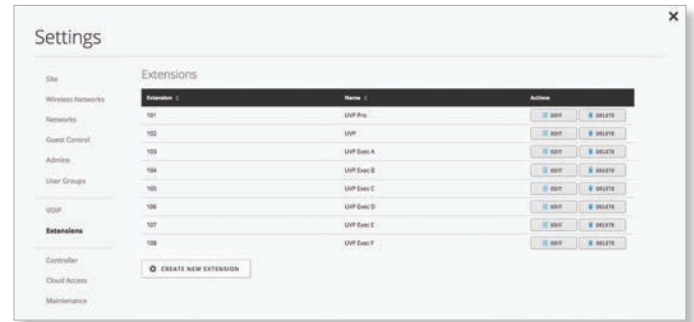 Settings
Site
Wireless Networks
Networks
Guest Control
Admins
User Groups
VOIP
Extensions
Controller
Cloud Access
Maintenance
Extensions
Extension Name Actions
101 UVP Pro EDIT DELETE
102 UVP EDIT DELETE
103 UVP Exec A EDIT DELETE
104 UVP Exec B EDIT DELETE
105 UVP Exec C EDIT DELETE
106 UVP Exec D EDIT DELETE
107 UVP Exec E EDIT DELETE
108 UVP Exec F EDIT DELETE
CREATE NEW EXTENSION